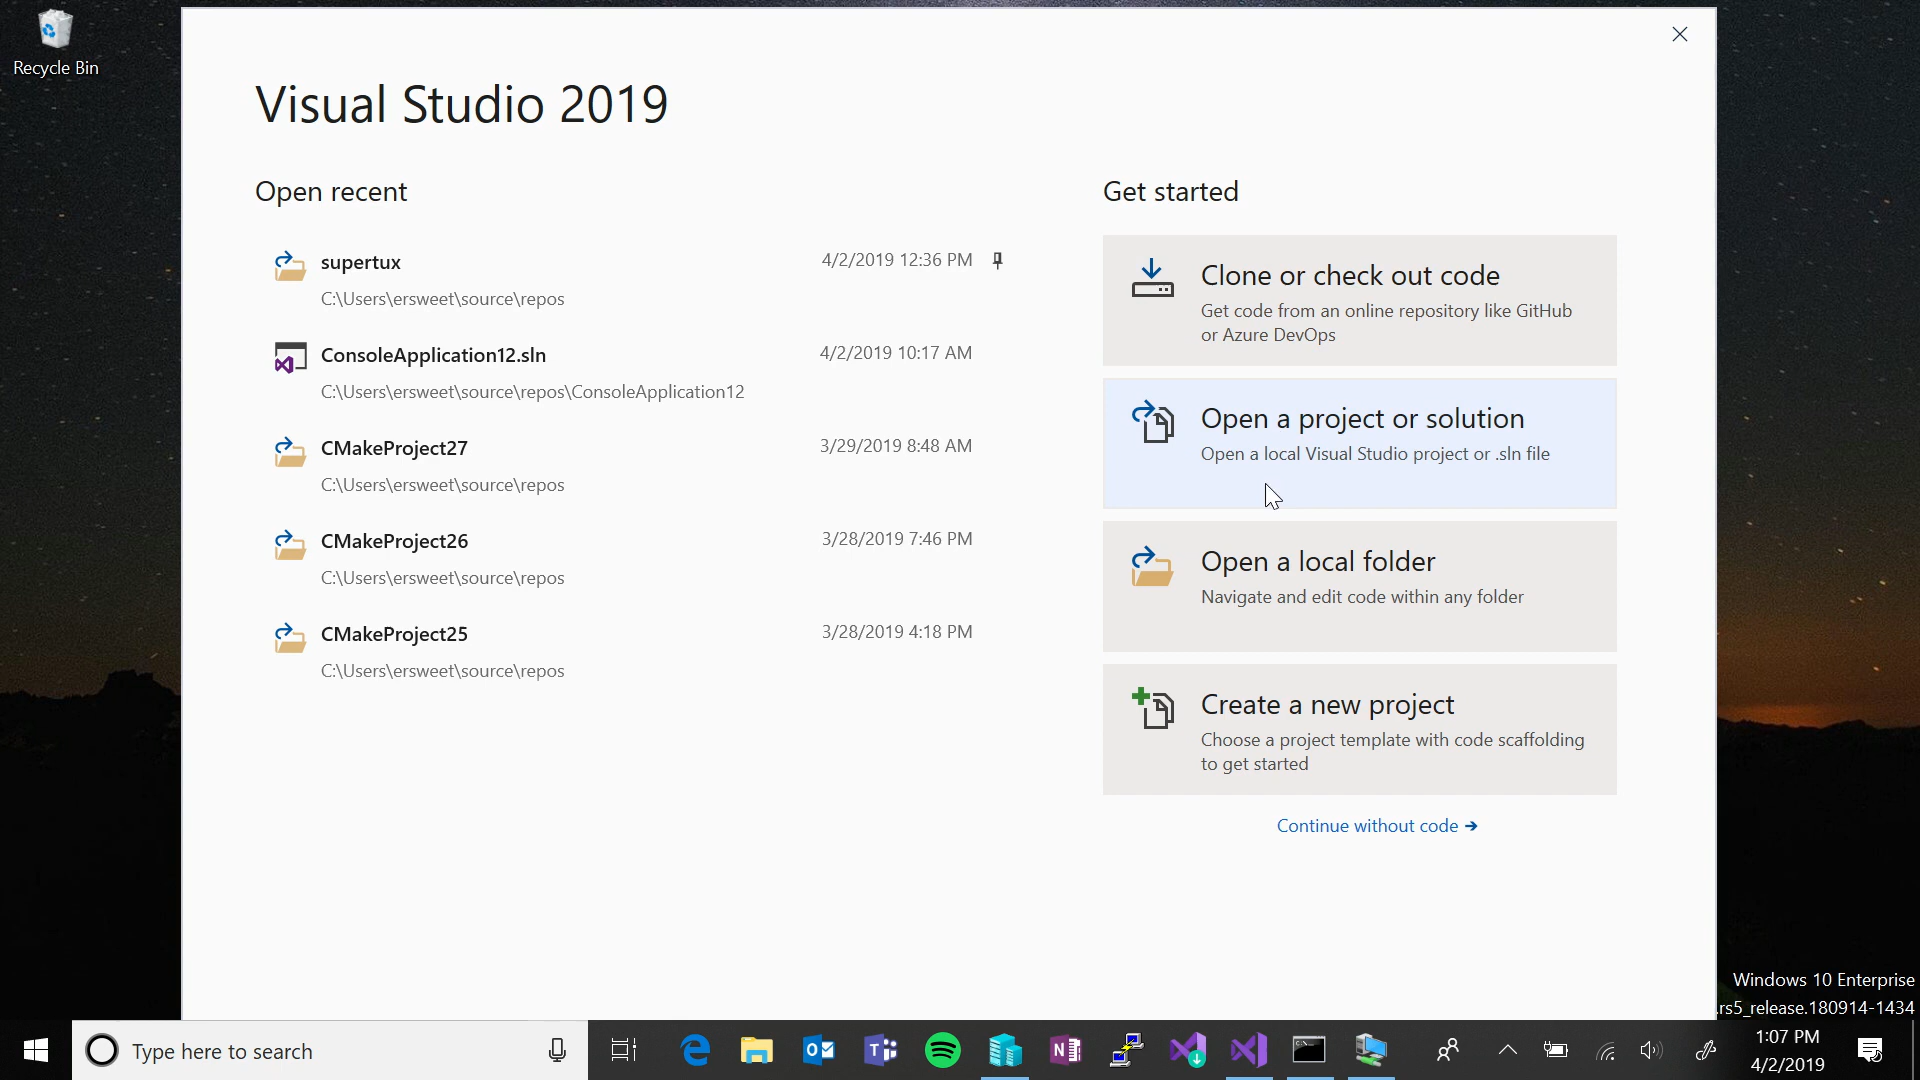 Recycle Bin
Visual Studio 2019
Open recent
supertux
4/2/2019 12:36 PM
C:\Users\ersweet\source\repos
ConsoleApplication12.sln
4/2/2019 10:17 AM
C:\Users\ersweet\source\repos\ConsoleApplication12
CMakeProject27
3/29/2019 8:48 AM
C:\Users\ersweet\source\repos
CMakeProject26
3/28/2019 7:46 PM
C:\Users\ersweet\source\repos
CMakeProject25
3/28/2019 4:18 PM
C:\Users\ersweet\source\repos
Get started
Clone or check out code
Get code from an online repository like GitHub
or Azure DevOps
Open a project or solution
Open a local Visual Studio project or .sln file
Open a local folder
Navigate and edit code within any folder
Create a new project
Choose a project template with code scaffolding
to get started
Continue without code
Windows 10 Enterprise
.rs5_release.180914-1434
Type here to search
1:07 PM
4/2/2019